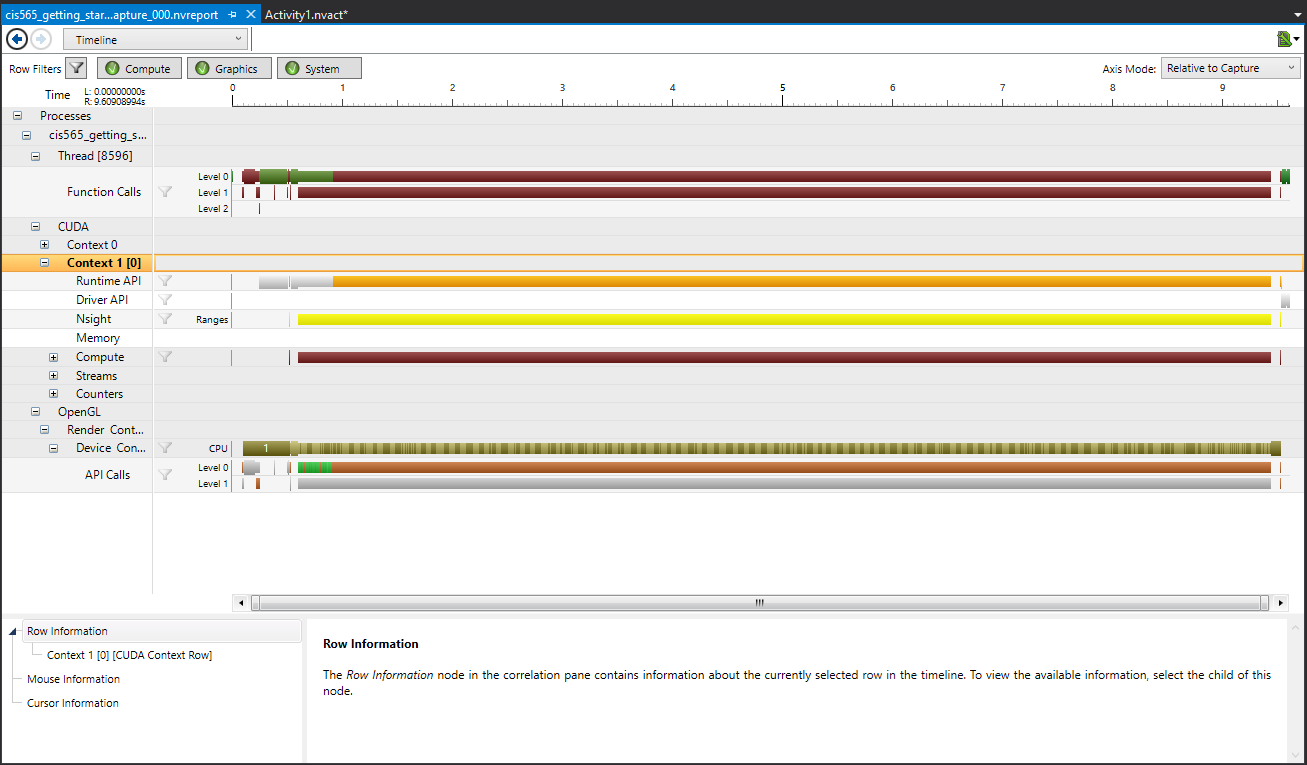 cis565_getting_star...apture_000.nvreport Activity1.nvact*
Timeline
Row Filters Compute Graphics System Axis Mode: Relative to Capture
Time L: 0.00000000s
R: 9.60908994s
0 1 2 3 4 5 6 7 8 9
Processes
cis565_getting_s...
Thread [8596]
Function Calls
Level 0
Level 1
Level 2
CUDA
Context 0
Context 1 [0]
Runtime API
Driver API
Nsight Ranges
Memory
Compute
Streams
Counters
OpenGL
Render Cont...
Device Con... CPU 1
API Calls
Level 0
Level 1
Row Information
Context 1 [0] [CUDA Context Row]
Mouse Information
Cursor Information
Row Information
The Row Information node in the correlation pane contains information about the currently selected row in the timeline. To view the available information, select the child of this
node.